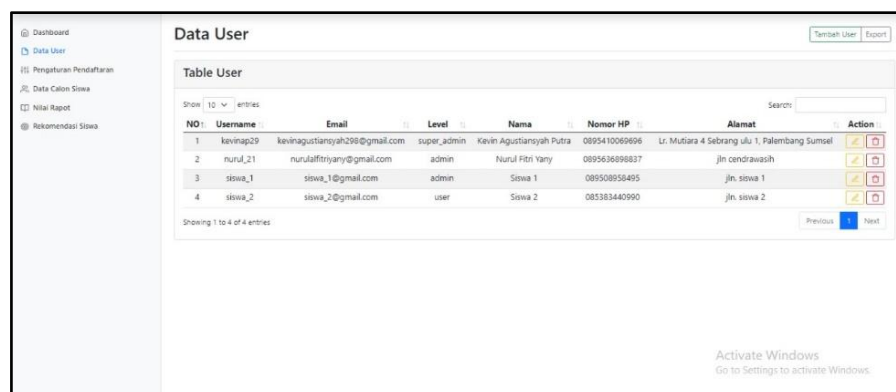 Dashboard
Data User
Pengaturan Pendaftaran
Data Calon Siswa
Nilai Rapot
Rekomendasi Siswa
Data User
Tambah User Export
Table User
Show 10 entries
Search:
NO Username Email Level Nama Nomor HP Alamat Action
1 kevinap29 kevinagustiansyah298@gmail.com super_admin Kevin Agustiansyah Putra 0895410069696 Lr. Mutiara 4 Sebrang ulu 1, Palembang Sumsel
2 nurul_21 nurulalfitriyany@gmail.com admin Nurul Fitri Yany 0895636898837 jln cendrawasih
3 siswa_1 siswa_1@gmail.com admin Siswa 1 089508958495 jln. siswa 1
4 siswa_2 siswa_2@gmail.com user Siswa 2 085383440990 jln. siswa 2
Showing 1 to 4 of 4 entries
Previous 1 Next
Activate Windows
Go to Settings to activate Windows.